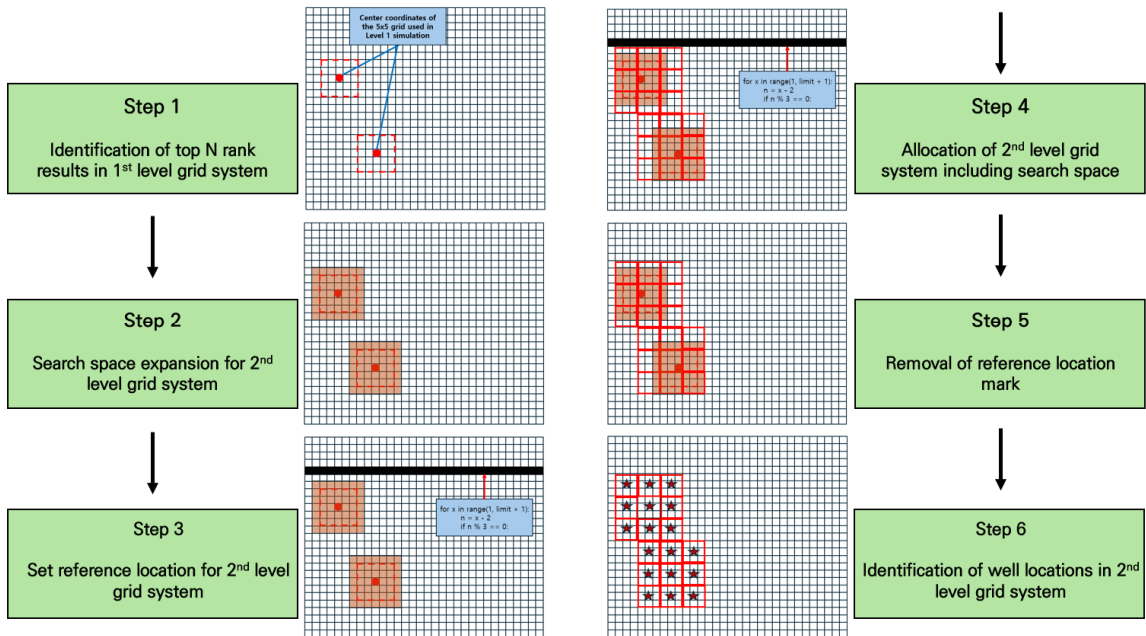 Step 1
Identification of top N rank
results in 1st level grid system
Center coordinates of
the 5x5 grid used in
Level 1 simulation
Step 2
Search space expansion for 2nd
level grid system
Step 3
Set reference location for 2nd level
grid system
for x in range(1, limit + 1):
n = x - 2
if n % 3 == 0:
Step 4
Allocation of 2nd level grid
system including search space
for x in range(1, limit + 1):
n = x - 2
if n % 3 == 0:
Step 5
Removal of reference location
mark
Step 6
Identification of well locations in 2nd
level grid system